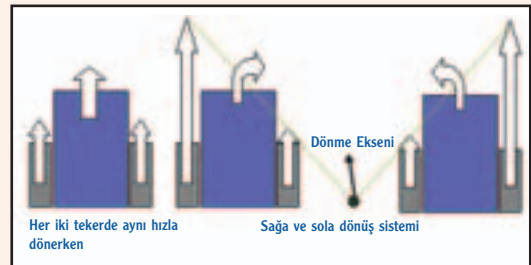 Dönme Ekseni
Her iki tekerde aynı hızla
dönerken
Sağa ve sola dönüş sistemi